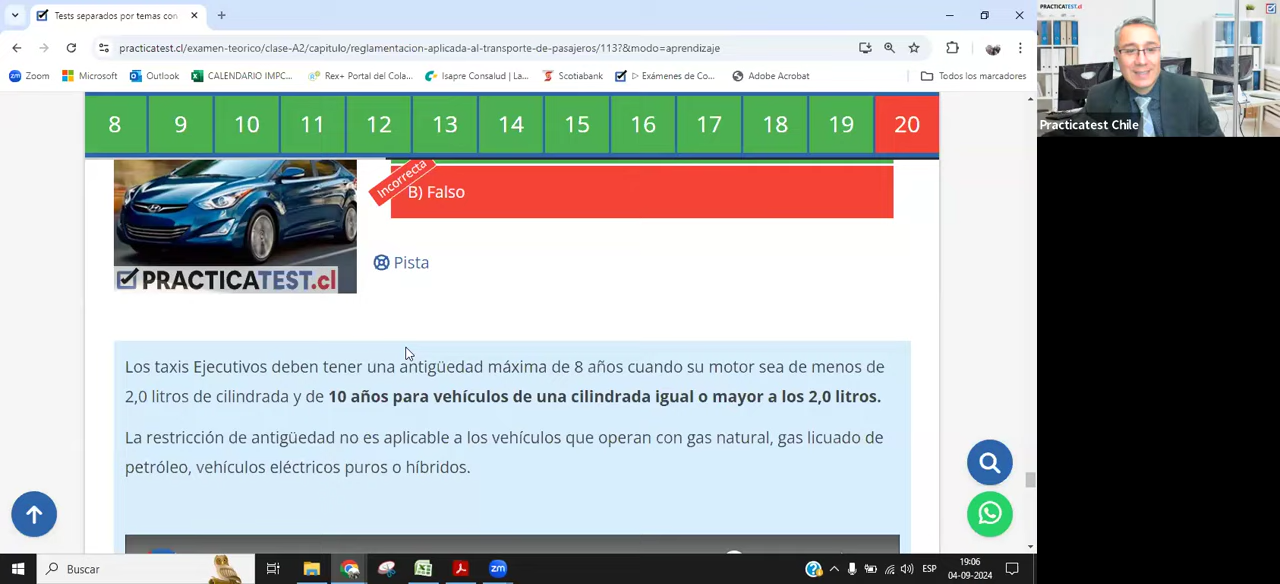 Tests separados por temas con
practicatest.cl/examen-teorico/clase-A2/capitulo/reglamentacion-aplicada-al-transporte-de-pasajeros/113?&modo=aprendizaje
Zoom
Microsoft
Outlook
CALENDARIO IMPC...
Rex+ Portal del Cola...
Isapre Consalud | La...
Scotiabank
▷ Exámenes de Co...
Adobe Acrobat
Todos los marcadores
PRACTICATEST.cl
Practicatest Chile
8 9 10 11 12 13 14 15 16 17 18 19 20
Incorrecta
B) Falso
Pista
PRACTICATEST.cl
Los taxis Ejecutivos deben tener una antigüedad máxima de 8 años cuando su motor sea de menos de
2,0 litros de cilindrada y de 10 años para vehículos de una cilindrada igual o mayor a los 2,0 litros.
La restricción de antigüedad no es aplicable a los vehículos que operan con gas natural, gas licuado de
petróleo, vehículos eléctricos puros o híbridos.
Buscar
ESP
19:06
04-09-2024